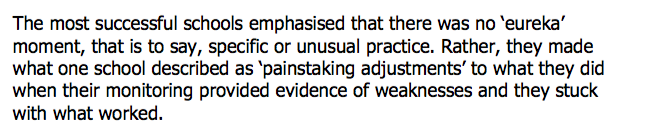 The most successful schools emphasised that there was no ‘eureka’
moment, that is to say, specific or unusual practice. Rather, they made
what one school described as ‘painstaking adjustments’ to what they did
when their monitoring provided evidence of weaknesses and they stuck
with what worked.